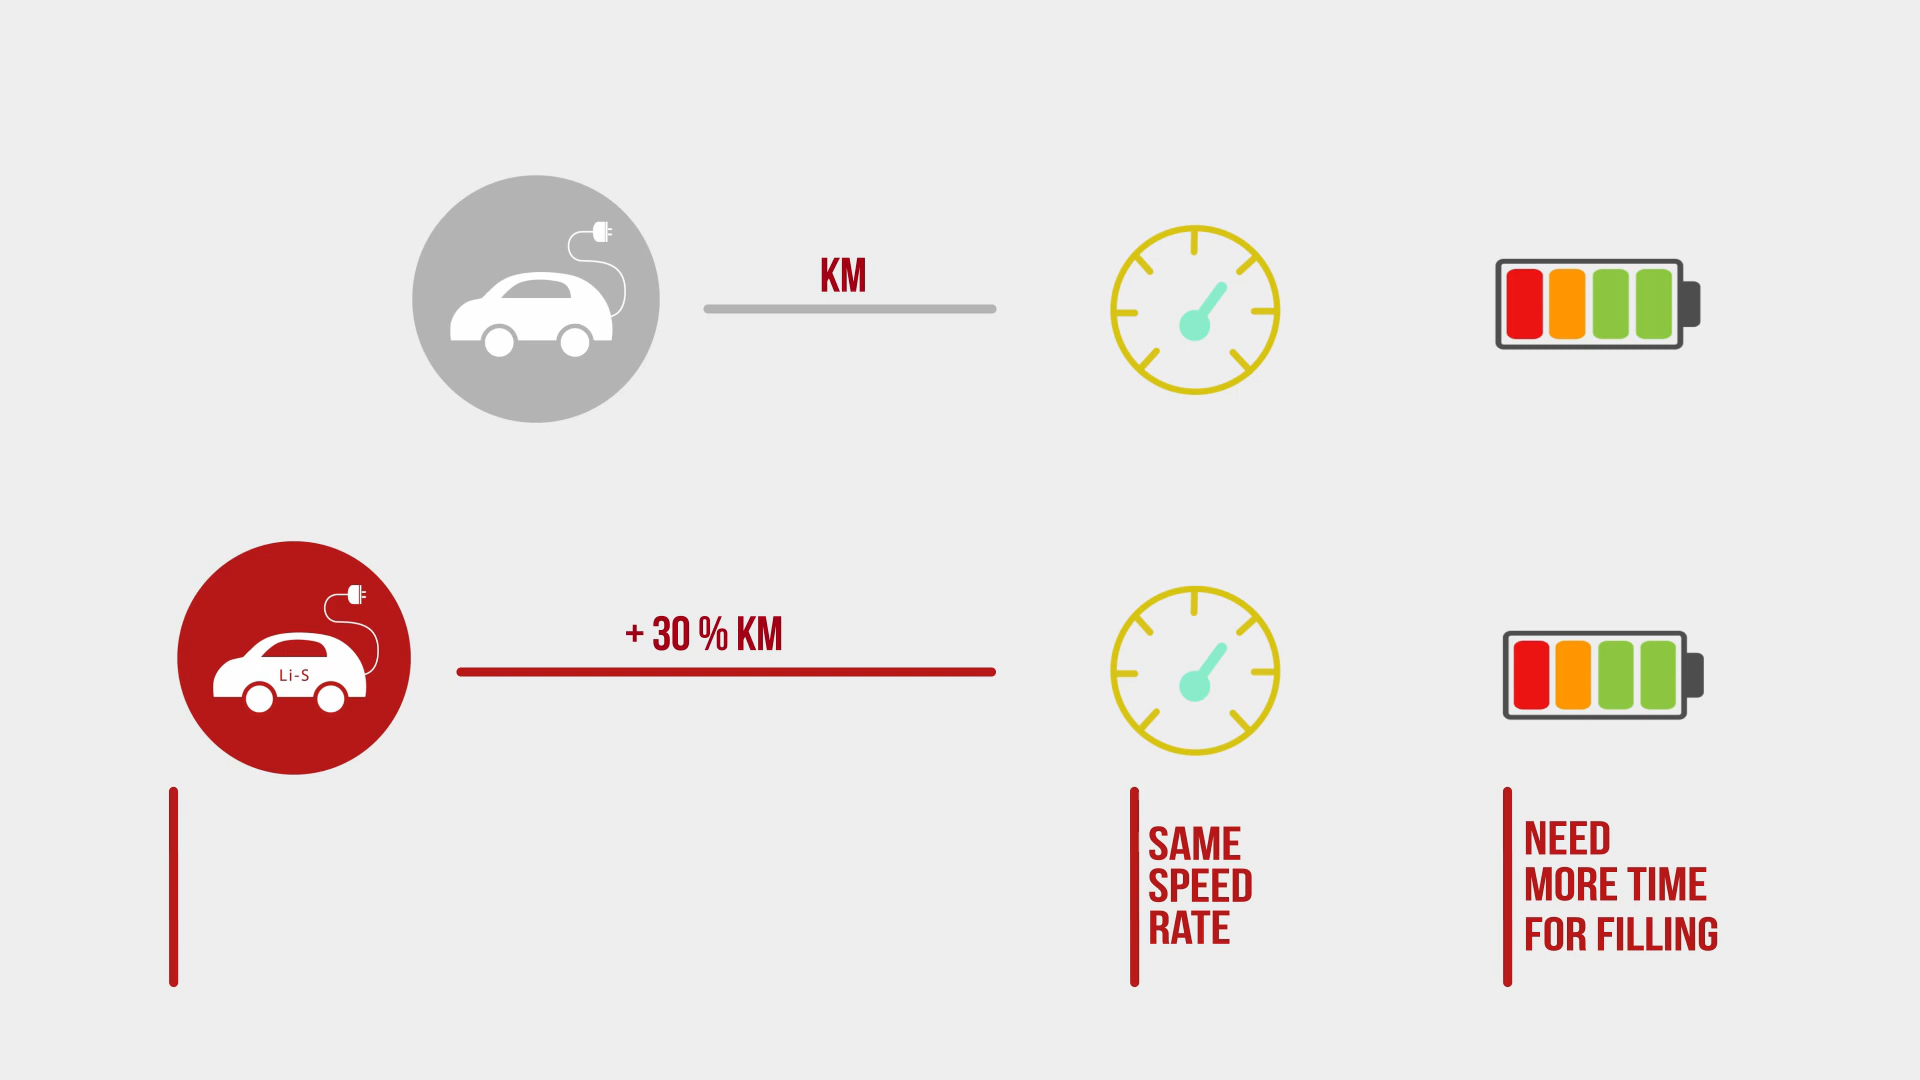 KM
+ 30 % KM
Li-S
SAME
SPEED
RATE
NEED
MORE TIME
FOR FILLING